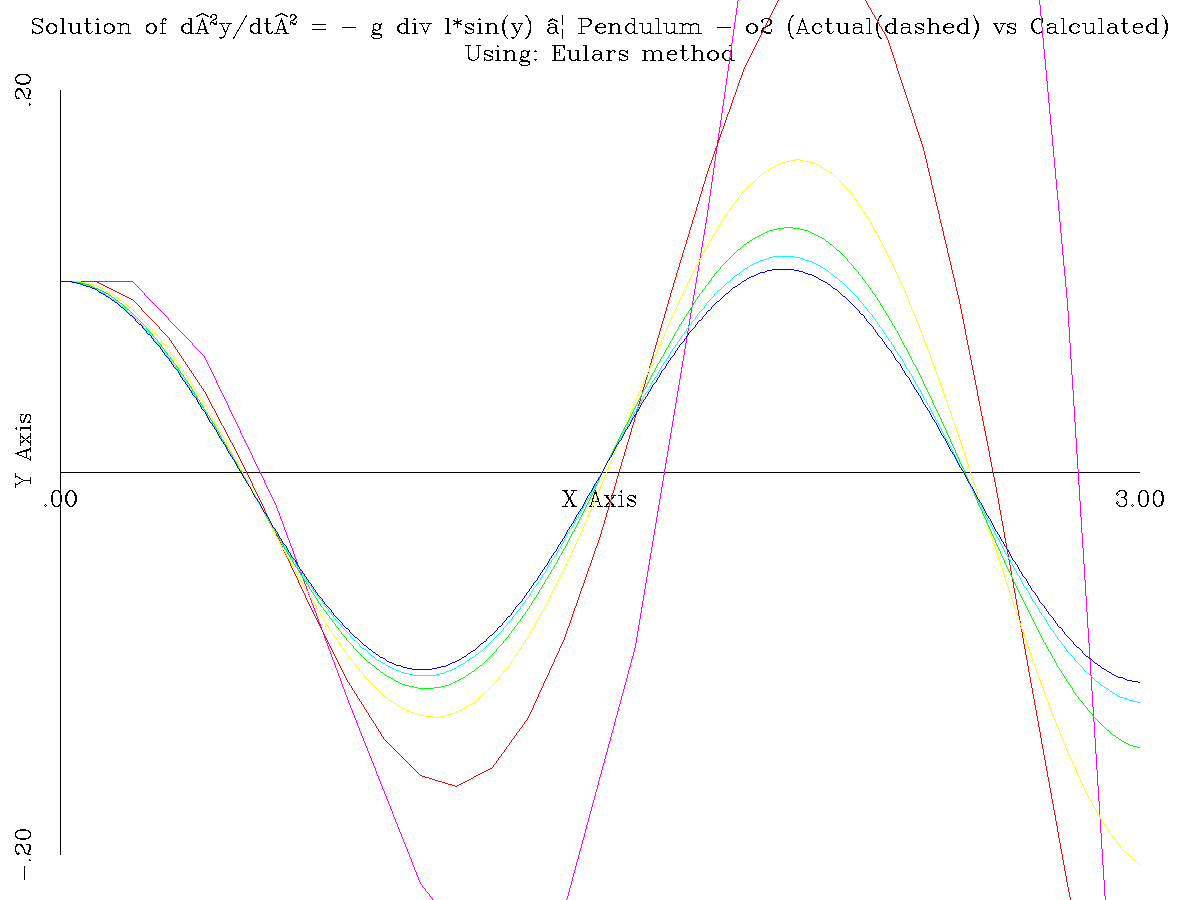 Solution of dÂ²y/dtÂ² = - g div l*sin(y) â¦ Pendulum - o2 (Actual(dashed) vs Calculated)
Using: Eulars method
.20
Y Axis
.00
X Axis
3.00
-.20